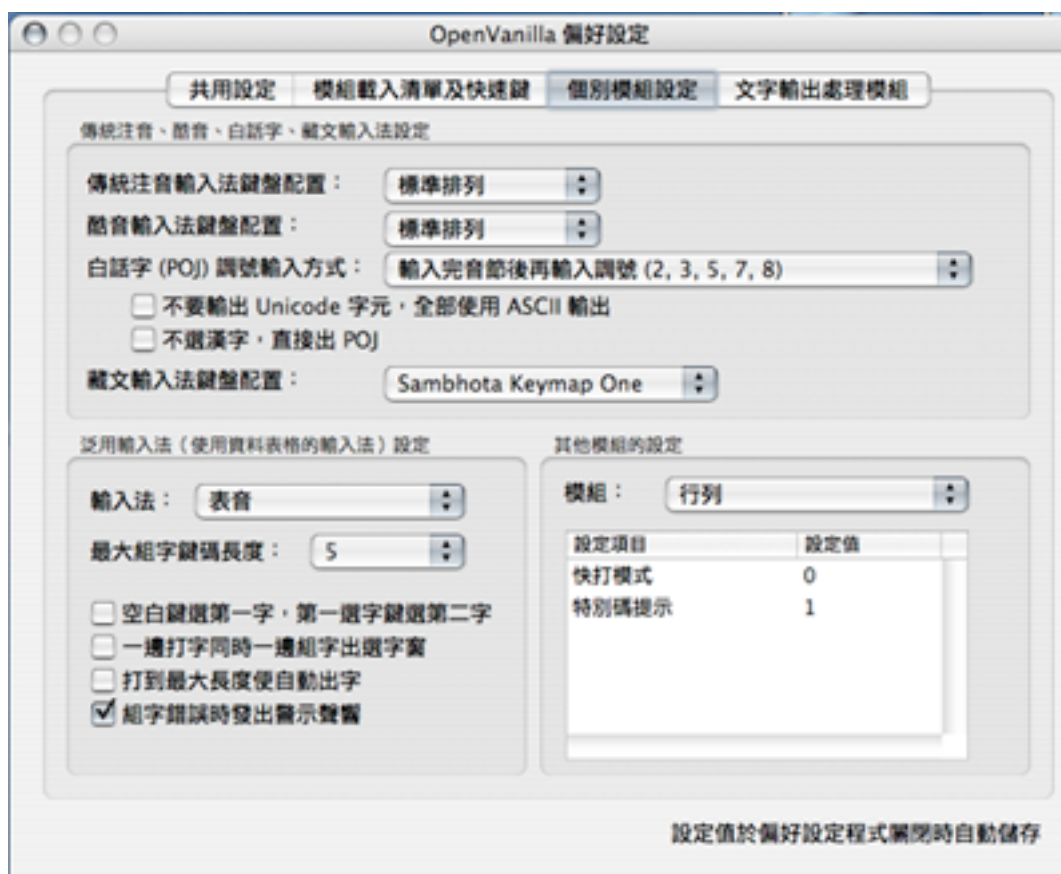 OpenVanilla 偏好設定
共用設定 模組載入清單及快速鍵 個別模組設定 文字輸出處理模組
傳統注音、酷音、白話字、藏文輸入法設定
傳統注音輸入法鍵盤配置： 標準排列
酷音輸入法鍵盤配置： 標準排列
白話字 (POJ) 調號輸入方式： 輸入完音節後再輸入調號 (2, 3, 5, 7, 8)
不要輸出 Unicode 字元，全部使用 ASCII 輸出
不選漢字，直接出 POJ
藏文輸入法鍵盤配置： Sambhota Keymap One
泛用輸入法（使用資料表格的輸入法）設定
輸入法： 表音
最大組字鍵碼長度： 5
空白鍵選第一字，第一選字鍵選第二字
一邊打字同時一邊組字出選字窗
打到最大長度便自動出字
組字錯誤時發出警示聲響
其他模組的設定
模組： 行列
設定項目 設定值
快打模式 0
特別碼提示 1
設定值於偏好設定程式關閉時自動儲存